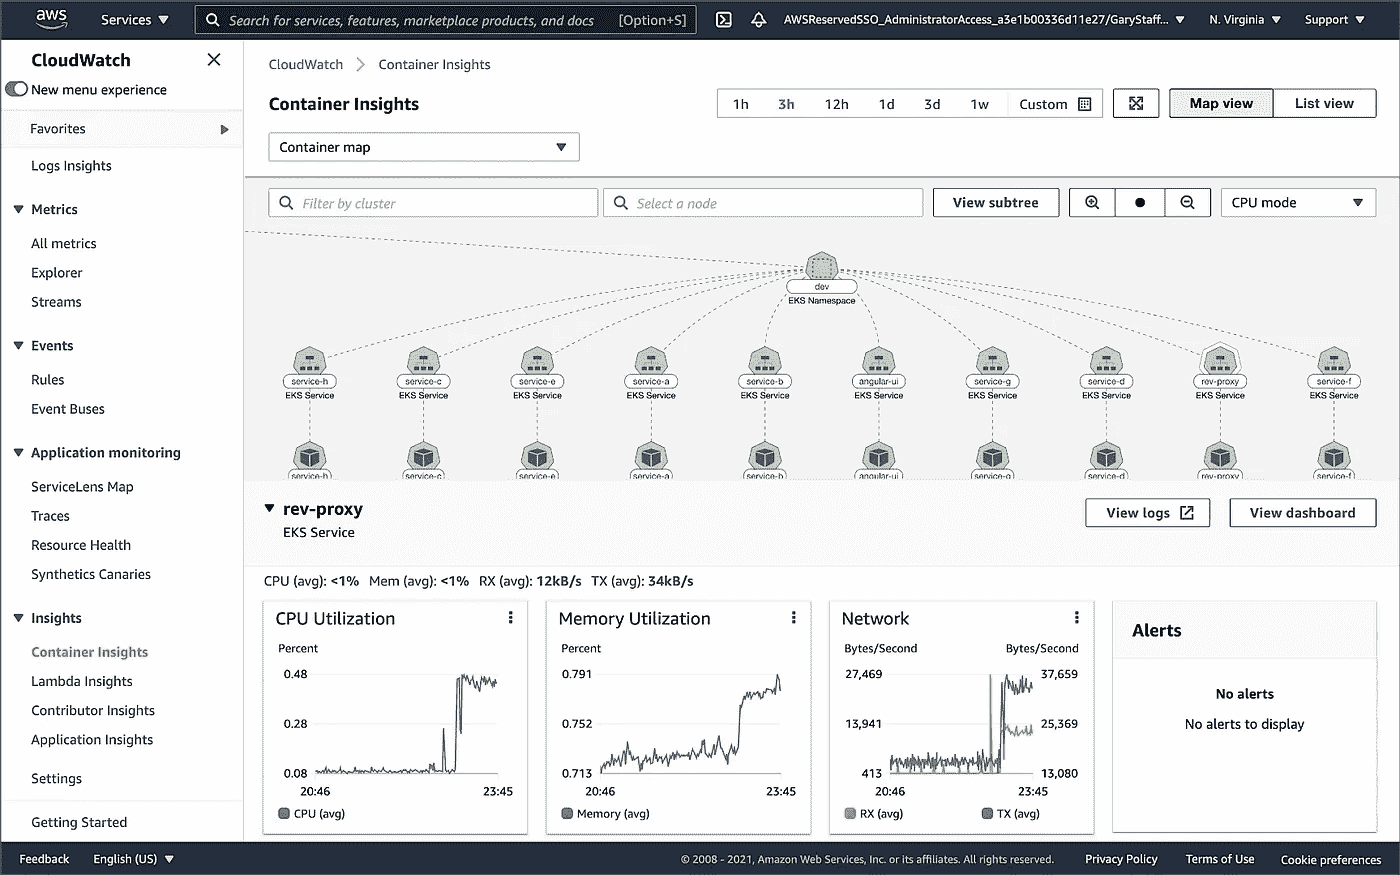 aws
Services
Search for services, features, marketplace products, and docs [Option+S]
AWSReservedSSO_AdministratorAccess_a3e1b00336d11e27/GaryStaff...
N. Virginia
Support
CloudWatch
New menu experience
Favorites
Logs Insights
Metrics
All metrics
Explorer
Streams
Events
Rules
Event Buses
Application monitoring
ServiceLens Map
Traces
Resource Health
Synthetics Canaries
Insights
Container Insights
Lambda Insights
Contributor Insights
Application Insights
Settings
Getting Started
CloudWatch
Container Insights
Container Insights
1h
3h
12h
1d
3d
1w
Custom
Map view
List view
Container map
Filter by cluster
Select a node
View subtree
CPU mode
dev
EKS Namespace
service-h
EKS Service
service-c
EKS Service
service-e
EKS Service
service-a
EKS Service
service-b
EKS Service
angular-ui
EKS Service
service-g
EKS Service
service-d
EKS Service
rev-proxy
EKS Service
service-f
EKS Service
service-h
service-c
service-e
service-a
service-b
angular-ui
service-g
service-d
rev-proxy
service-f
rev-proxy
EKS Service
View logs
View dashboard
CPU (avg): <1% Mem (avg): <1% RX (avg): 12kB/s TX (avg): 34kB/s
CPU Utilization
Percent
0.48
0.28
0.08
20:46
23:45
CPU (avg)
Memory Utilization
Percent
0.791
0.752
0.713
20:46
23:45
Memory (avg)
Network
Bytes/Second
Bytes/Second
27,469
37,659
13,941
25,369
413
13,080
20:46
23:45
RX (avg)
TX (avg)
Alerts
No alerts
No alerts to display
Feedback
English (US)
© 2008 - 2021, Amazon Web Services, Inc. or its affiliates. All rights reserved.
Privacy Policy
Terms of Use
Cookie preferences